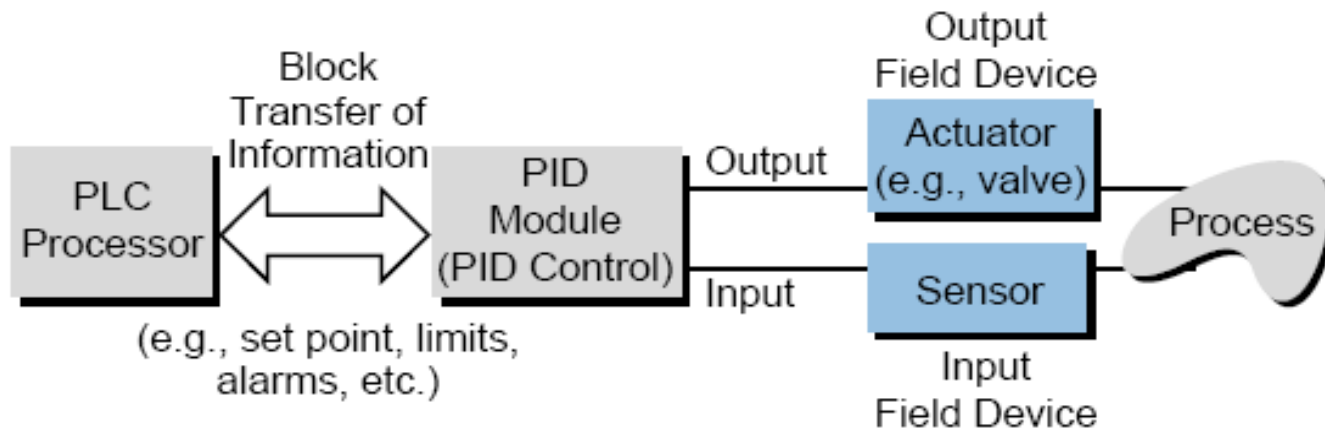 Block
Transfer of
Information
PLC
Processor
(e.g., set point, limits,
alarms, etc.)
PID
Module
(PID Control)
Output
Input
Output
Field Device
Actuator
(e.g., valve)
Sensor
Input
Field Device
Process